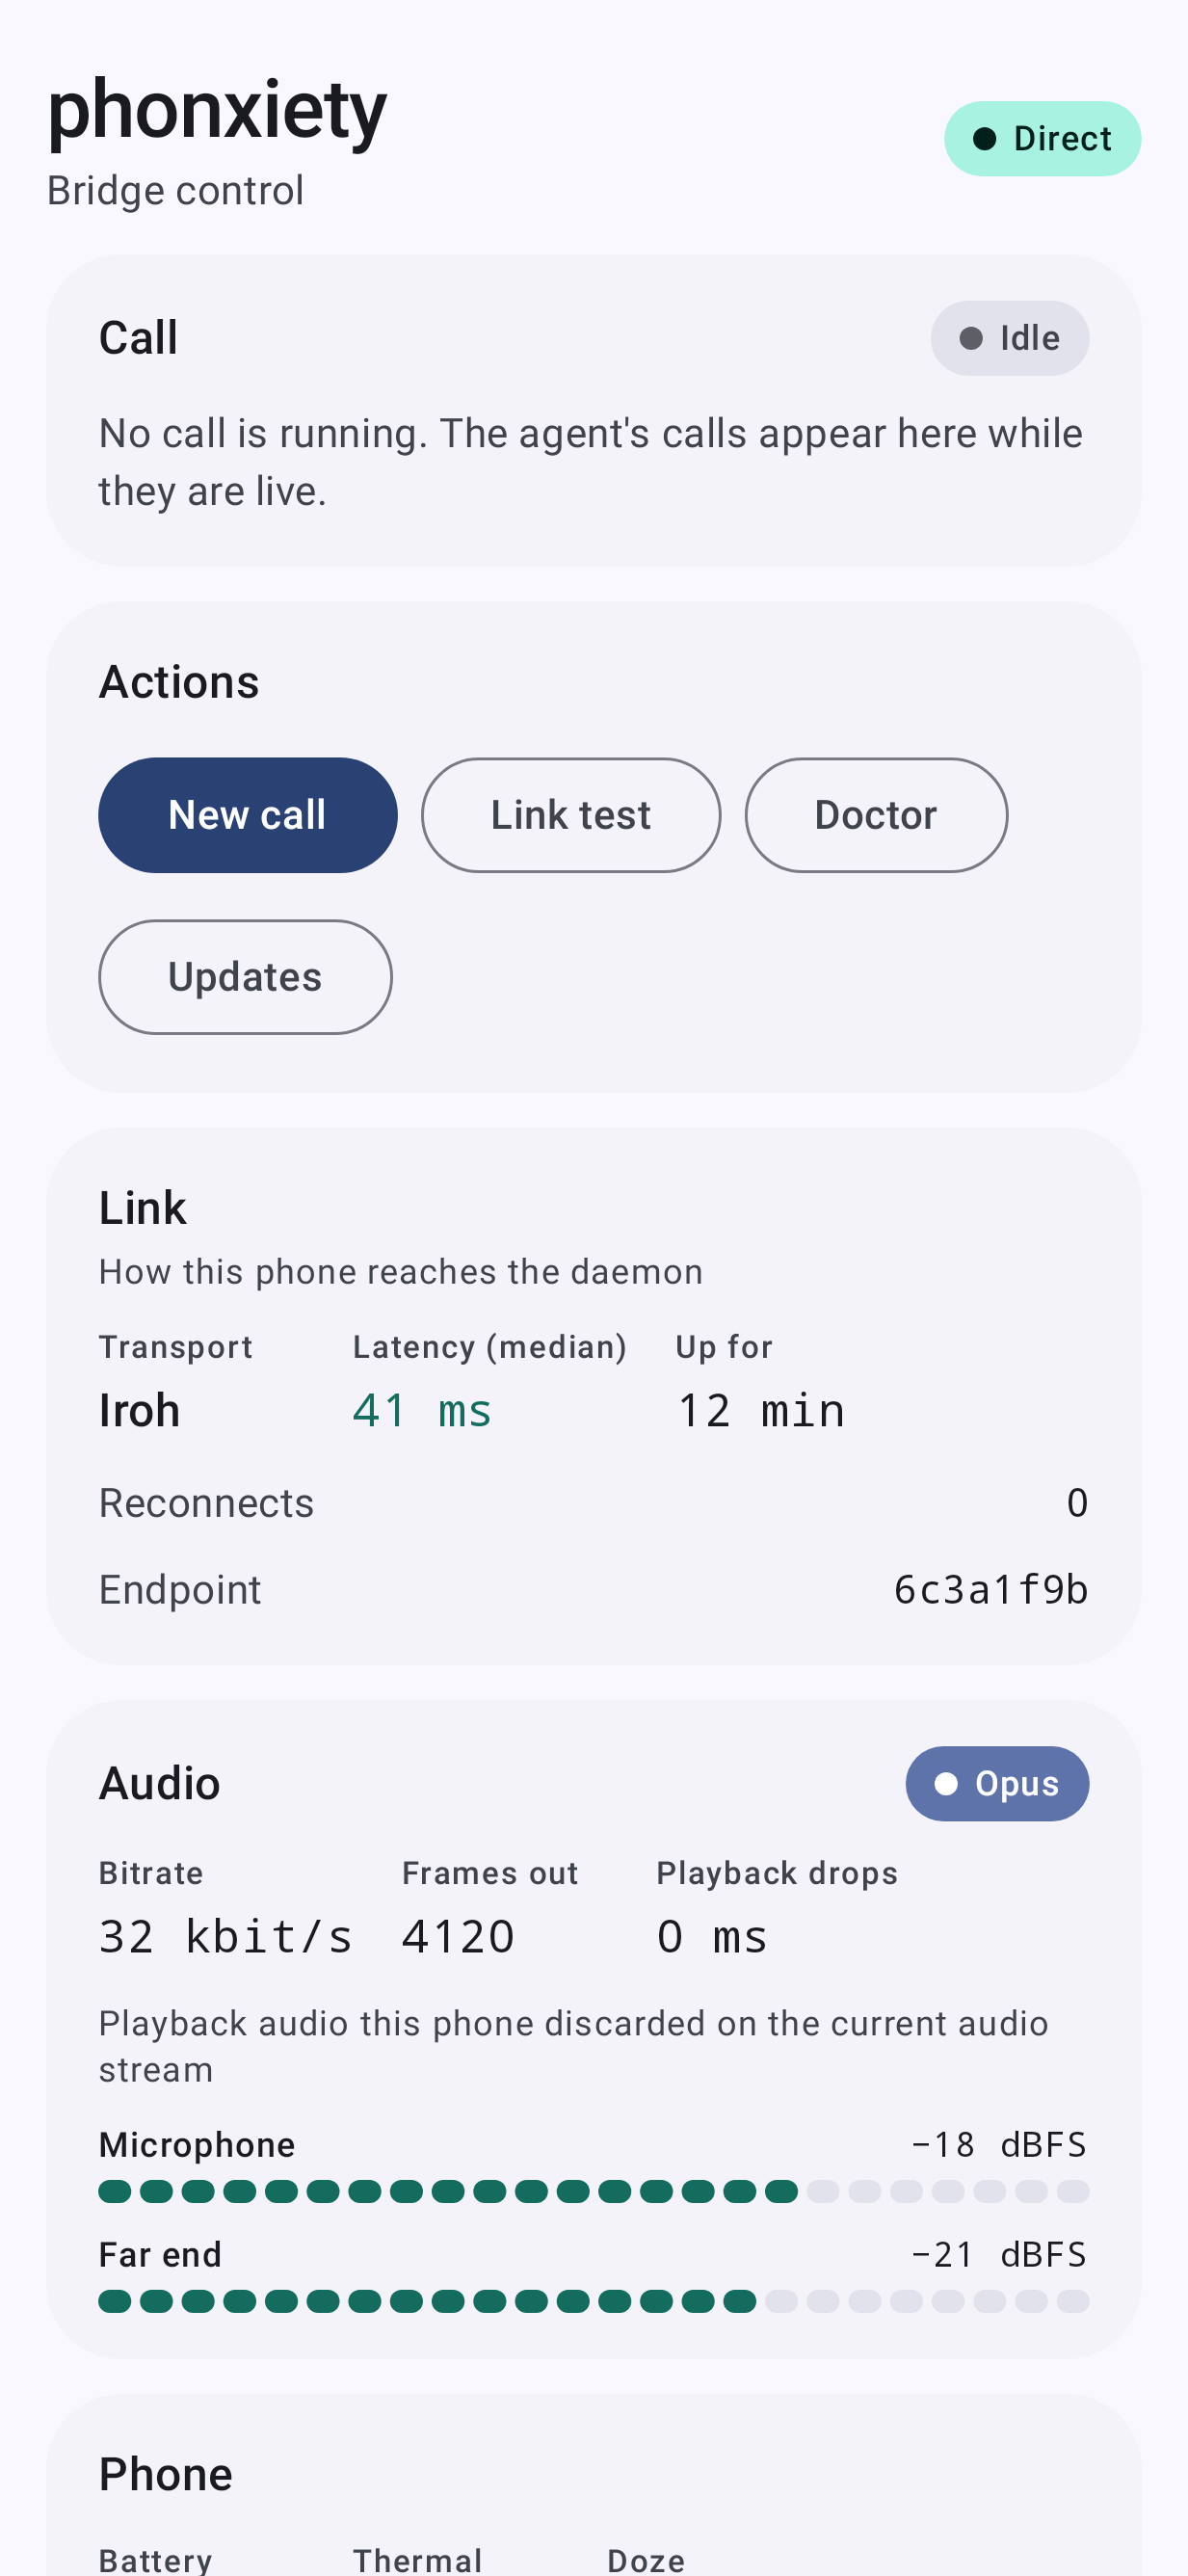 phonxiety
Direct
Bridge control
Call
Idle
No call is running. The agent's calls appear here while
they are live.
Actions
New call
Link test
Doctor
Updates
Link
How this phone reaches the daemon
Transport
Latency (median)
Up for
Iroh
41 ms
12 min
Reconnects
0
Endpoint
6c3a1f9b
Audio
Opus
Bitrate
Frames out
Playback drops
32 kbit/s
4120
0 ms
Playback audio this phone discarded on the current audio
stream
Microphone
−18 dBFS
Far end
−21 dBFS
Phone
Battery
Thermal
Doze